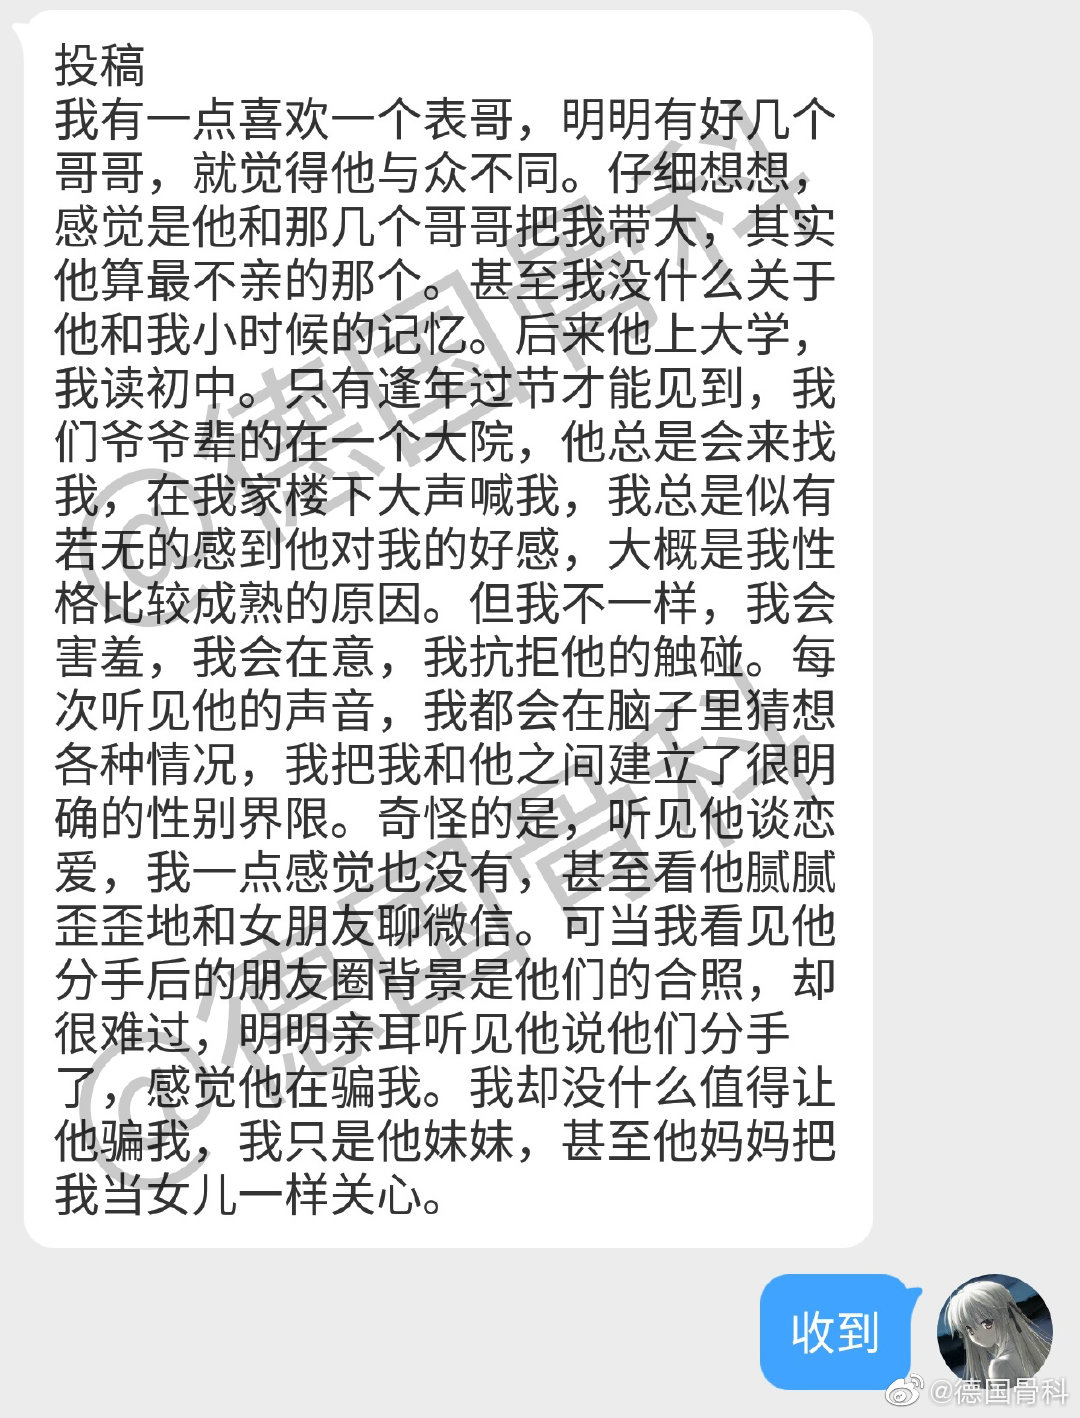 投稿
我有一点喜欢一个表哥，明明有好几个
哥哥，就觉得他与众不同。仔细想想，
感觉是他和那几个哥哥把我带大，其实
他算最不亲的那个。甚至我没什么关于
他和我小时候的记忆。后来他上大学，
我读初中。只有逢年过节才能见到，我
们爷爷辈的在一个大院，他总是会来找
我，在我家楼下大声喊我，我总是似有
若无的感到他对我的好感，大概是我性
格比较成熟的原因。但我不一样，我会
害羞，我会在意，我抗拒他的触碰。每
次听见他的声音，我都会在脑子里猜想
各种情况，我把我和他之间建立了很明
确的性别界限。奇怪的是，听见他谈恋
爱，我一点感觉也没有，甚至看他腻腻
歪歪地和女朋友聊微信。可当我看见他
分手后的朋友圈背景是他们的合照，却
很难过，明明亲耳听见他说他们分手
了，感觉他在骗我。我却没什么值得让
他骗我，我只是他妹妹，甚至他妈妈把
我当女儿一样关心。
@德国骨科
@德国骨科
收到
@德国骨科